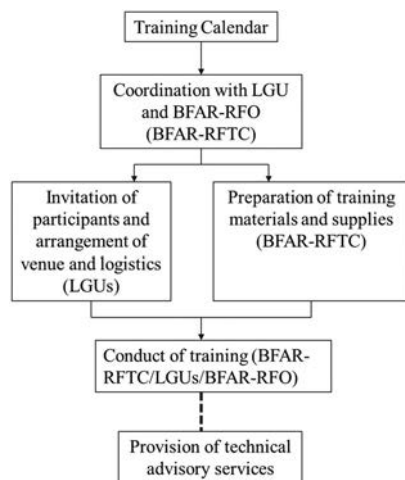 Training Calendar
Coordination with LGU
and BFAR-RFO
(BFAR-RFTC)
Invitation of
participants and
arrangement of
venue and logistics
(LGUs)
Preparation of training
materials and supplies
(BFAR-RFTC)
Conduct of training (BFAR-
RFTC/LGUs/BFAR-RFO)
Provision of technical
advisory services